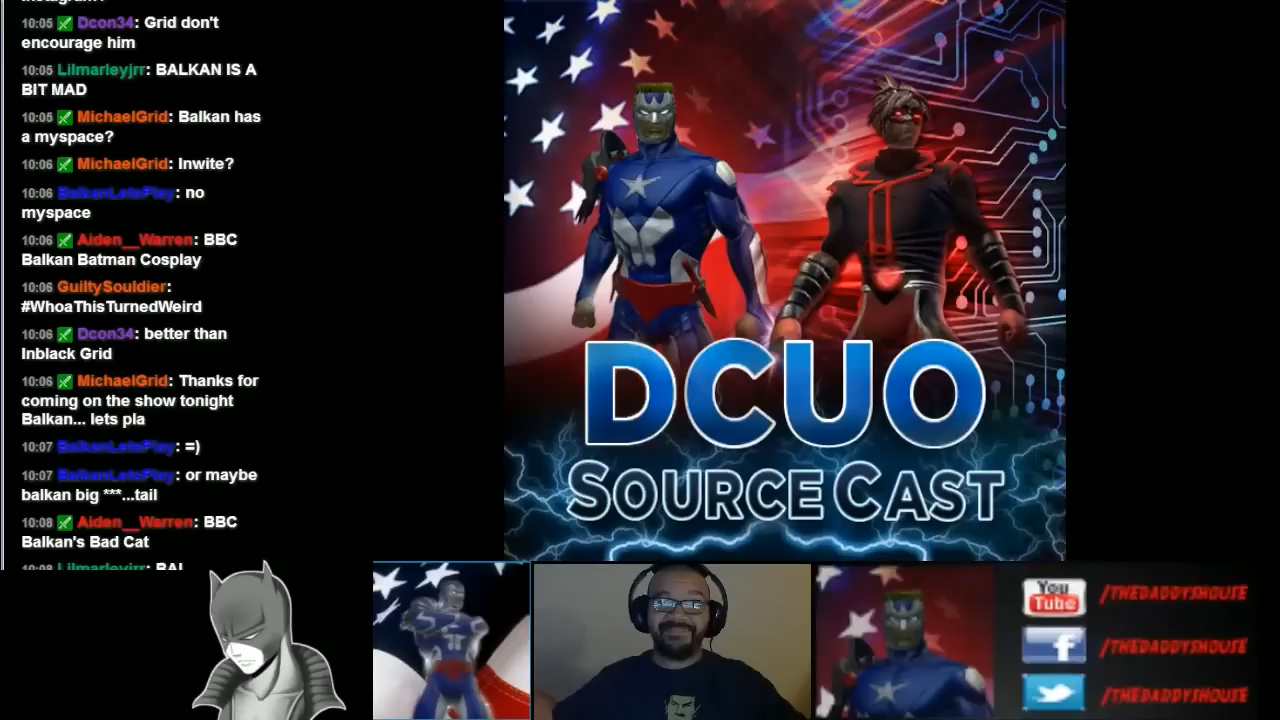 10:05 Dcon34: Grid don't
encourage him
10:05 Lilmarleyjrr: BALKAN IS A
BIT MAD
10:05 MichaelGrid: Balkan has
a myspace?
10:06 MichaelGrid: Inwite?
10:06 BalkanLetsPlay: no
myspace
10:06 Aiden__Warren: BBC
Balkan Batman Cosplay
10:06 GuiltySouldier:
#WhoaThisTurnedWeird
10:06 Dcon34: better than
Inblack Grid
10:06 MichaelGrid: Thanks for
coming on the show tonight
Balkan... lets pla
10:07 BalkanLetsPlay: =)
10:07 BalkanLetsPlay: or maybe
balkan big ***...tail
10:08 Aiden__Warren: BBC
Balkan's Bad Cat
10:08 Lilmarleyjrr: BAL
DCUO
SOURCECAST
You
Tube
/THEDADDYSHOUSE
f
/THEDADDYSHOUSE
/THEDADDYSHOUSE